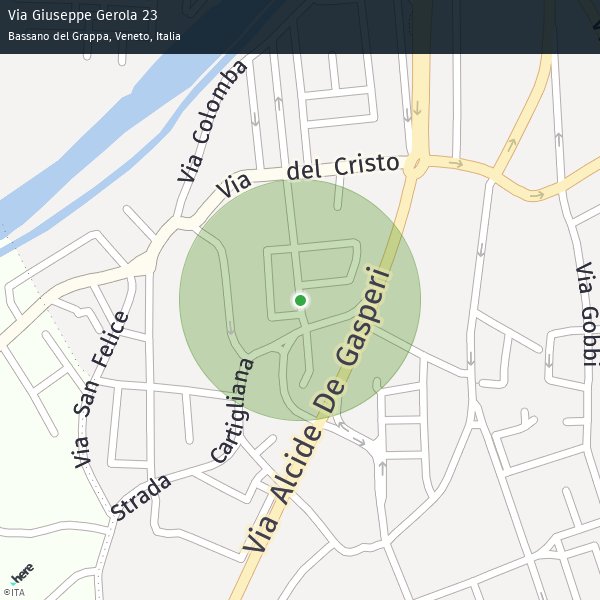 Via Giuseppe Gerola 23
Bassano del Grappa, Veneto, Italia
Via Colomba
Via del Cristo
Via Gobbi
Via San Felice
Cartigliana
Strada
Via Alcide De Gasperi
here
©ITA